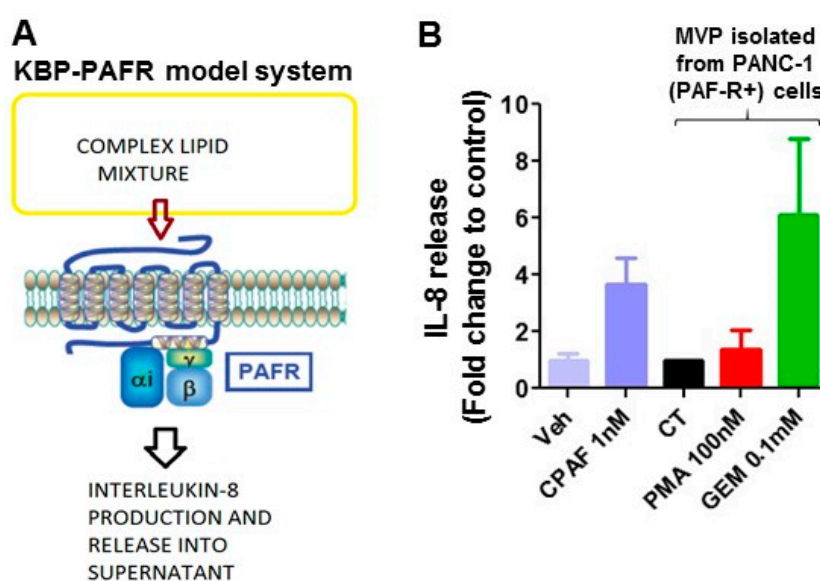 A
KBP-PAFR model system
COMPLEX LIPID
MIXTURE
αi
γ
β
PAFR
INTERLEUKIN-8
PRODUCTION AND
RELEASE INTO
SUPERNATANT
B
MVP isolated
from PANC-1
(PAF-R+) cells
IL-8 release
(Fold change to control)
10
8
6
4
2
0
Veh
CPAF 1nM
CT
PMA 100nM
GEM 0.1mM